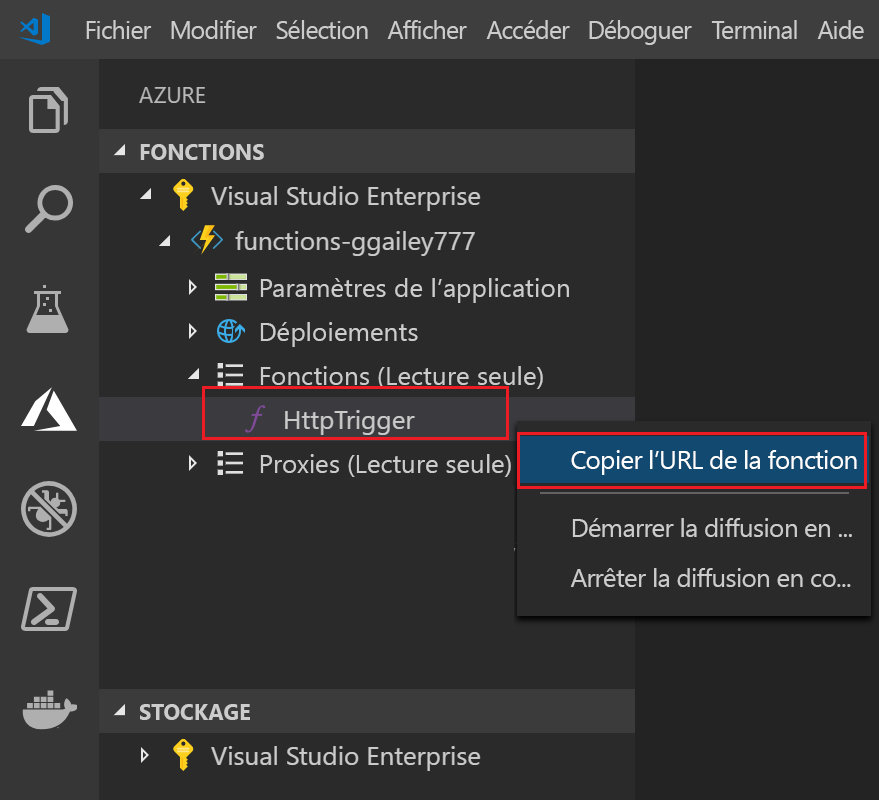 Fichier Modifier Sélection Afficher Accéder Déboguer Terminal Aide
AZURE
FONCTIONS
Visual Studio Enterprise
functions-ggailey777
Paramètres de l’application
Déploiements
Fonctions (Lecture seule)
HttpTrigger
Proxies (Lecture seule)
Copier l’URL de la fonction
Démarrer la diffusion en ...
Arrêter la diffusion en co...
STOCKAGE
Visual Studio Enterprise